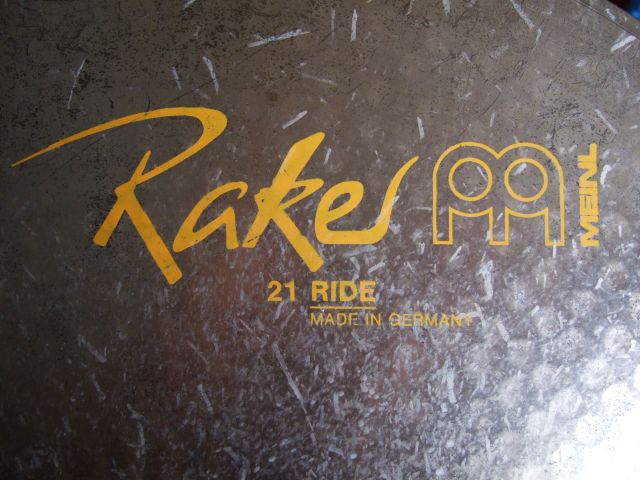 Raker
MEINL
21 RIDE
MADE IN GERMANY